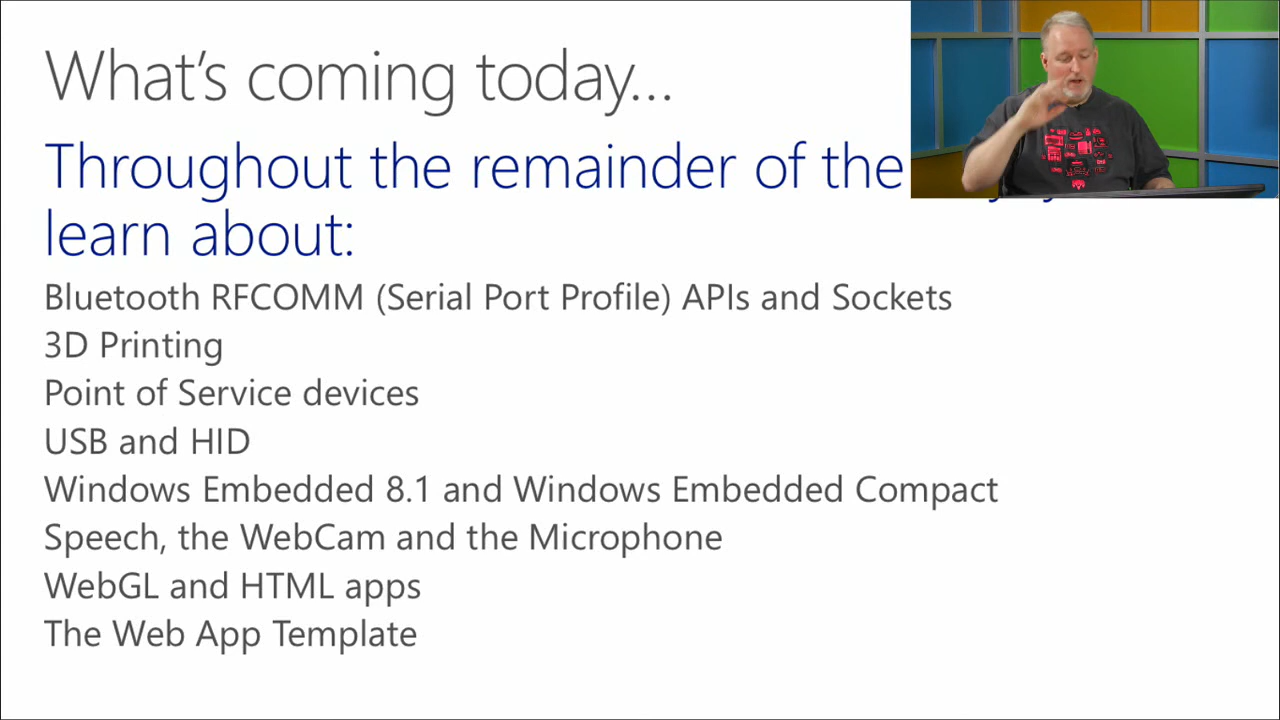 What's coming today...
Throughout the remainder of the
learn about:
Bluetooth RFCOMM (Serial Port Profile) APIs and Sockets
3D Printing
Point of Service devices
USB and HID
Windows Embedded 8.1 and Windows Embedded Compact
Speech, the WebCam and the Microphone
WebGL and HTML apps
The Web App Template